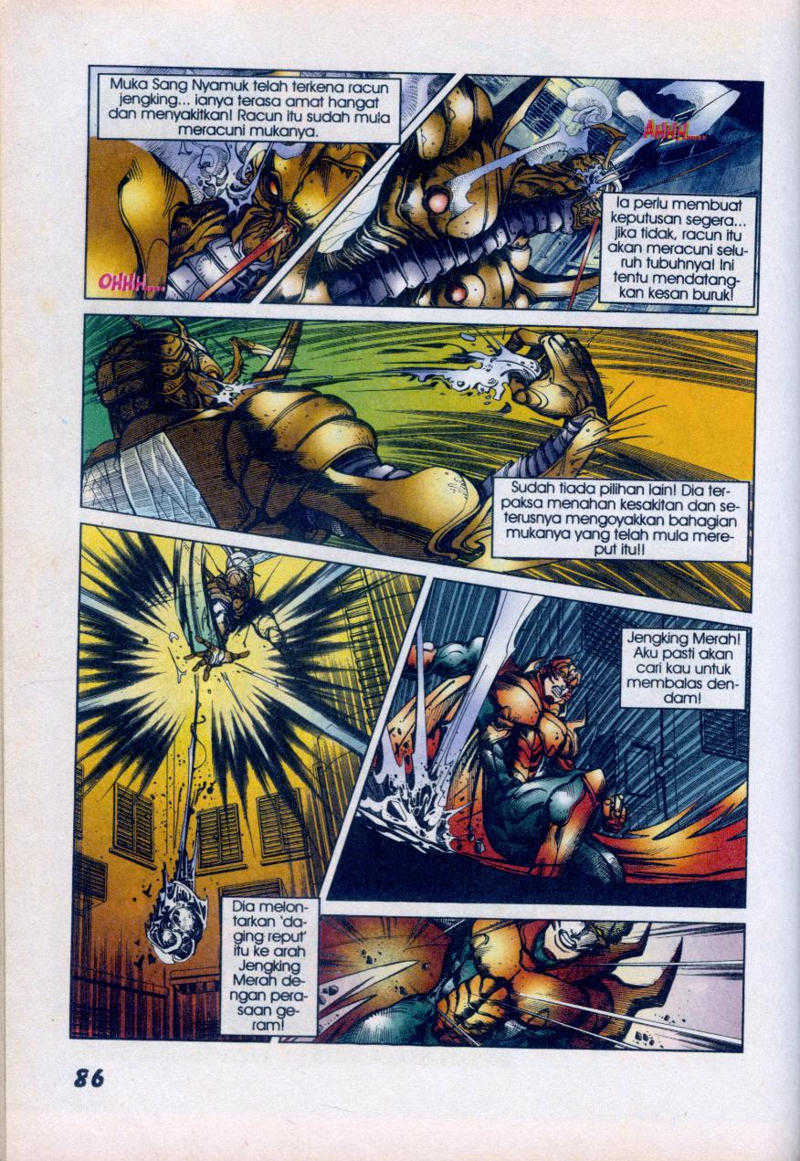 Muka Sang Nyamuk telah terkena racun
jengking... ianya terasa amat hangat
dan menyakitkan! Racun itu sudah mula
meracuni mukanya.
OHHH....
AHHH....
Ia perlu membuat
keputusan segera...
jika tidak, racun itu
akan meracuni selu-
ruh tubuhnya! Ini
tentu mendatang-
kan kesan buruk!
Sudah tiada pilihan lain! Dia ter-
paksa menahan kesakitan dan se-
terusnya mengoyakkan bahagian
mukanya yang telah mula mere-
put itu!!
Dia melon-
tarkan 'da-
ging reput'
itu ke arah
Jengking
Merah de-
ngan pera-
saan ge-
ram!
Jengking Merah!
Aku pasti akan
cari kau untuk
membalas den-
dam!
86